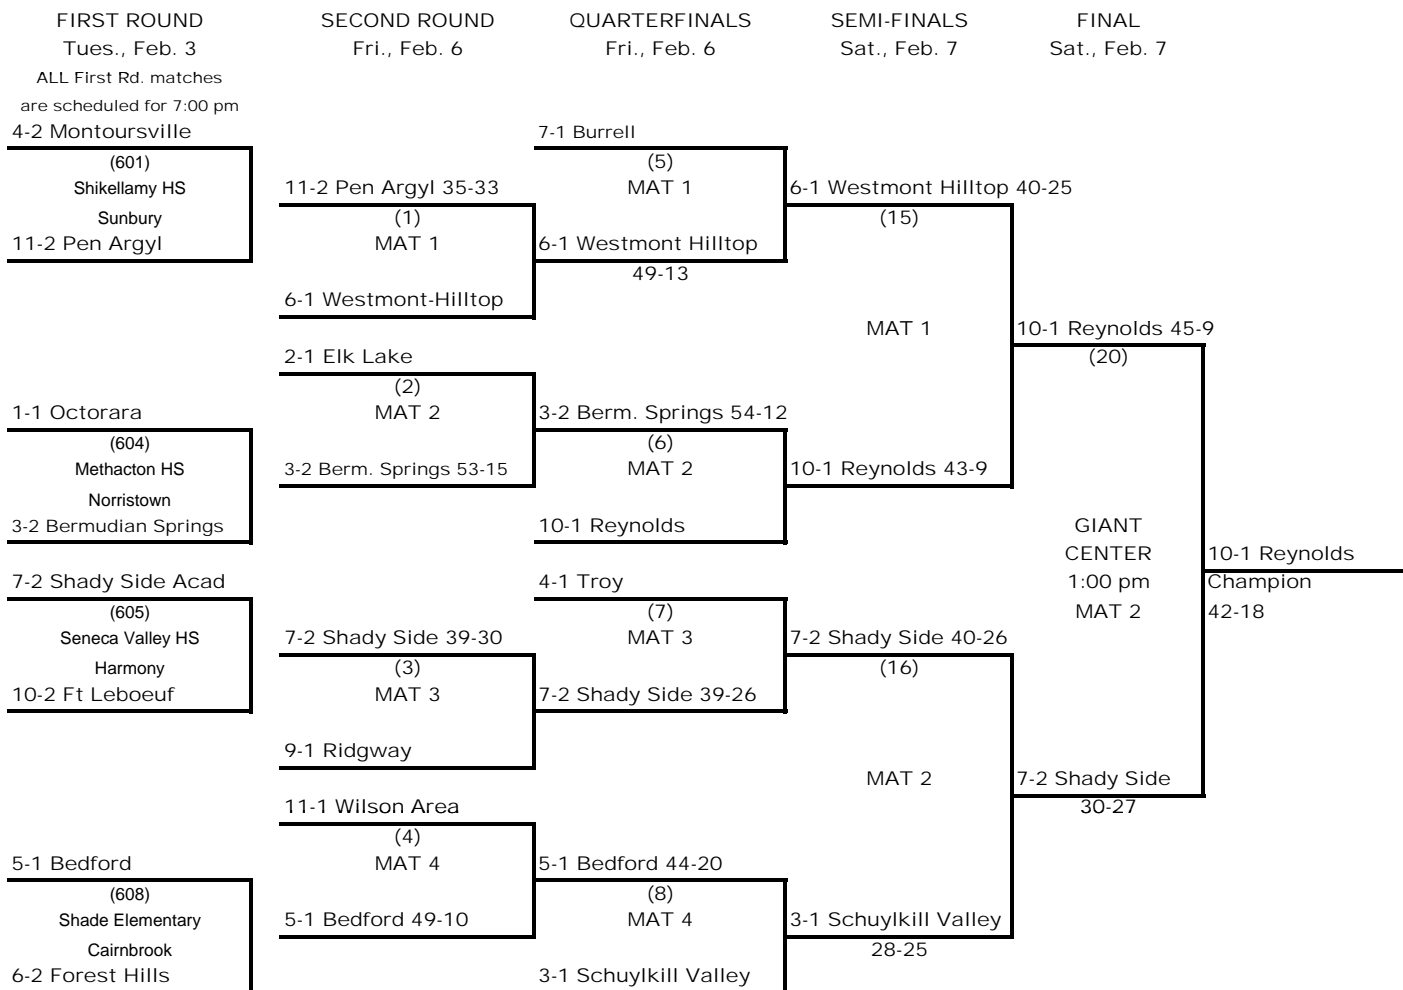 FIRST ROUND
Tues., Feb. 3
ALL First Rd. matches
are scheduled for 7:00 pm
SECOND ROUND
Fri., Feb. 6
QUARTERFINALS
Fri., Feb. 6
SEMI-FINALS
Sat., Feb. 7
FINAL
Sat., Feb. 7
4-2 Montoursville
(601)
Shikellamy HS
Sunbury
11-2 Pen Argyl
1-1 Octorara
(604)
Methacton HS
Norristown
3-2 Bermudian Springs
7-2 Shady Side Acad
(605)
Seneca Valley HS
Harmony
10-2 Ft Leboeuf
5-1 Bedford
(608)
Shade Elementary
Cairnbrook
6-2 Forest Hills
11-2 Pen Argyl 35-33
(1)
MAT 1
6-1 Westmont-Hilltop
2-1 Elk Lake
(2)
MAT 2
3-2 Berm. Springs 53-15
7-2 Shady Side 39-30
(3)
MAT 3
9-1 Ridgway
11-1 Wilson Area
(4)
MAT 4
5-1 Bedford 49-10
7-1 Burrell
(5)
MAT 1
6-1 Westmont Hilltop
49-13
3-2 Berm. Springs 54-12
(6)
MAT 2
10-1 Reynolds
4-1 Troy
(7)
MAT 3
7-2 Shady Side 39-26
5-1 Bedford 44-20
(8)
MAT 4
3-1 Schuylkill Valley
6-1 Westmont Hilltop 40-25
(15)
MAT 1
10-1 Reynolds 43-9
7-2 Shady Side 40-26
(16)
MAT 2
3-1 Schuylkill Valley
28-25
10-1 Reynolds 45-9
(20)
GIANT
CENTER
1:00 pm
MAT 2
7-2 Shady Side
30-27
10-1 Reynolds
Champion
42-18